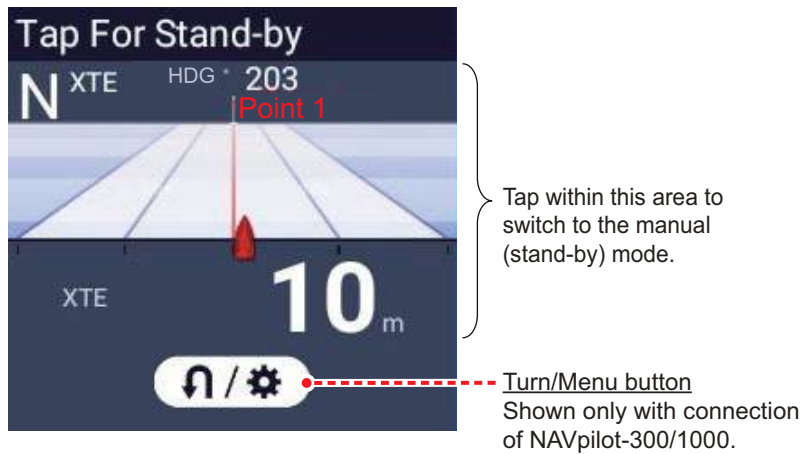 Tap For Stand-by
N XTE HDG ° 203
Point 1
Tap within this area to
switch to the manual
(stand-by) mode.
XTE 10 m
/
Turn/Menu button
Shown only with connection
of NAVpilot-300/1000.